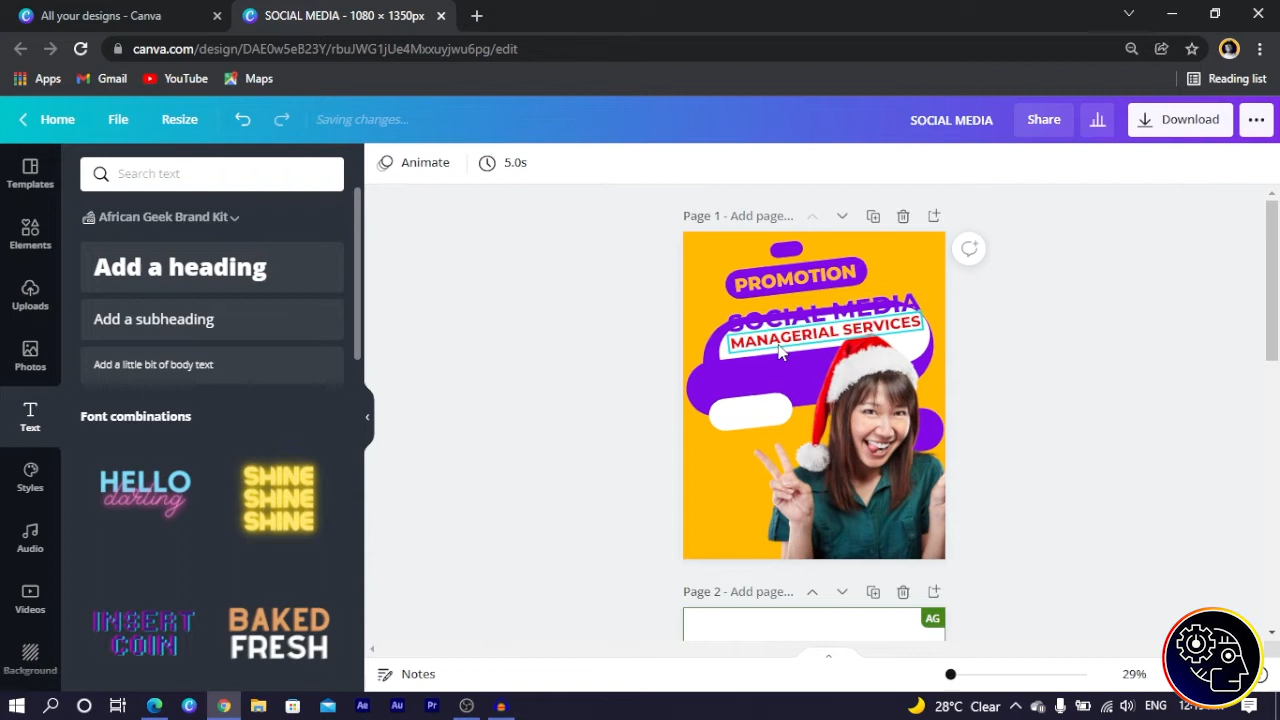 All your designs - Canva
SOCIAL MEDIA - 1080 × 1350px
canva.com/design/DAE0w5eB23Y/rbuJWG1jUe4Mxxuyjwu6pg/edit
Apps
Gmail
YouTube
Maps
Reading list
Home
File
Resize
Saving changes...
SOCIAL MEDIA
Share
Download
Templates
Elements
Uploads
Photos
Text
Styles
Audio
Videos
Background
Search text
African Geek Brand Kit
Add a heading
Add a subheading
Add a little bit of body text
Font combinations
HELLO
darling
SHINE
SHINE
SHINE
INSERT
COIN
BAKED
FRESH
Animate
5.0s
Page 1 - Add page...
PROMOTION
SOCIAL MEDIA
MANAGERIAL SERVICES
Page 2 - Add page...
AG
Notes
29%
Ae
Au
Pr
28°C Clear
ENG